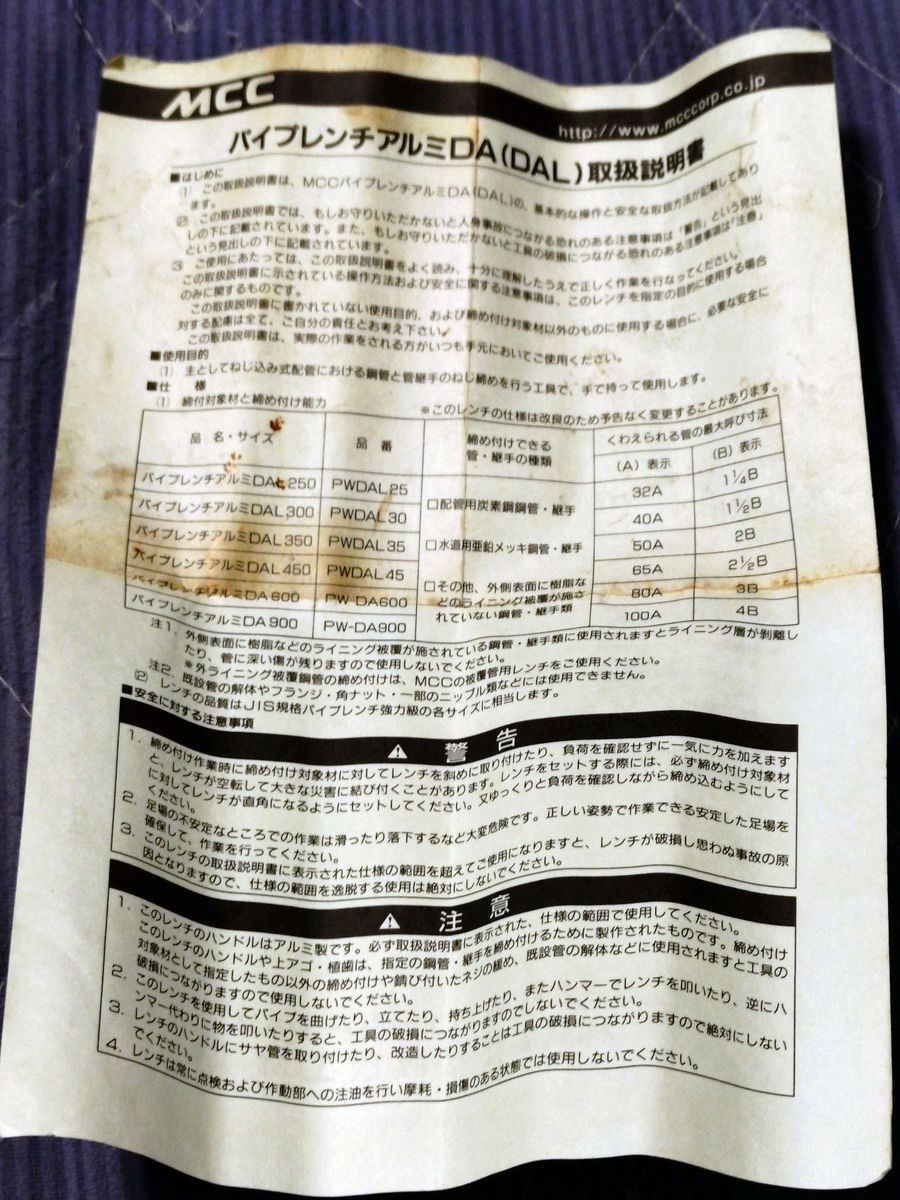 MCC
http://www.mcccorp.co.jp
パイプレンチアルミDA(DAL)取扱説明書
■はじめに
(1) この取扱説明書は、MCCパイプレンチアルミDA(DAL)の、基本的な操作と安全な取扱方法が記載してあり
ます。
(2) この取扱説明書では、もしお守りいただかないと人身事故につながる恐れのある注意事項は「警告」という見出
しの下に記載されています。また、もしお守りいただかないと工具の破損につながる恐れのある注意事項は「注意」
という見出しの下に記載されています。
3 ご使用にあたっては、この取扱説明書をよく読み、十分に理解したうえで正しく作業を行なってください。
この取扱説明書に示されている操作方法および安全に関する注意事項は、このレンチを指定の目的に使用する場合
のみに関するものです。
この取扱説明書に書かれていない使用目的、および締め付け対象材以外のものに使用する場合に、必要な安全に
対する配慮は全て、ご自分の責任とお考え下さい。
この取扱説明書は、実際の作業をされる方がいつも手元においてご使用ください。
■使用目的
(1) 主としてねじ込み式配管における鋼管と管継手のねじ締めを行う工具で、手で持って使用します。
■仕 様
(1) 締付対象材と締め付け能力
※このレンチの仕様は改良のため予告なく変更することがあります。
品名・サイズ 品番 締め付けできる管・継手の種類 くわえられる管の最大呼び寸法
(A)表示 (B)表示
パイプレンチアルミDAL250 PWDAL25 32A 1¼B
パイプレンチアルミDAL300 PWDAL30 □配管用炭素鋼鋼管・継手 40A 1½B
パイプレンチアルミDAL350 PWDAL35 □水道用亜鉛メッキ鋼管・継手 50A 2B
パイプレンチアルミDAL450 PWDAL45 65A 2½B
パイプレンチアルミDA600 PW-DA600 □その他、外側表面に樹脂などのライニング被覆が施されていない鋼管・継手類 80A 3B
パイプレンチアルミDA900 PW-DA900 100A 4B
注1. 外側表面に樹脂などのライニング被覆が施されている鋼管・継手類に使用されますとライニング層が剥離し
たり、管に深い傷が残りますので使用しないでください。
※外ライニング被覆鋼管の締め付けは、MCCの被覆管用レンチをご使用ください。
注2. 既設管の解体やフランジ・角ナット・一部のニップル類などには使用できません。
(2) レンチの品質はJIS規格パイプレンチ強力級の各サイズに相当します。
■安全に対する注意事項
⚠ 警 告
1. 締め付け作業時に締め付け対象材に対してレンチを斜めに取り付けたり、負荷を確認せずに一気に力を加えます
と、レンチが空転して大きな災害に結び付くことがあります。レンチをセットする際には、必ず締め付け対象材
に対してレンチが直角になるようにセットしてください。又ゆっくりと負荷を確認しながら締め込むようにして
ください。
2. 足場の不安定なところでの作業は滑ったり落下するなど大変危険です。正しい姿勢で作業できる安定した足場を
確保して、作業を行ってください。
3. このレンチの取扱説明書に表示された仕様の範囲を超えてご使用になりますと、レンチが破損し思わぬ事故の原
因となりますので、仕様の範囲を逸脱する使用は絶対にしないでください。
⚠ 注 意
1. このレンチのハンドルはアルミ製です。必ず取扱説明書に表示された、仕様の範囲で使用してください。
このレンチのハンドルや上アゴ・植歯は、指定の鋼管・継手を締め付けるために製作されたものです。締め付け
対象材として指定したもの以外の締め付けや錆び付いたネジの緩め、既設管の解体などに使用されますと工具の
破損につながりますので使用しないでください。
2. このレンチを使用してパイプを曲げたり、立てたり、持ち上げたり、またハンマーでレンチを叩いたり、逆にハ
ンマー代わりに物を叩いたりすると、工具の破損につながりますのでしないでください。
3. レンチのハンドルにサヤ管を取り付けたり、改造したりすることは工具の破損につながりますので絶対にしない
でください。
4. レンチは常に点検および作動部への注油を行い摩耗・損傷のある状態では使用しないでください。